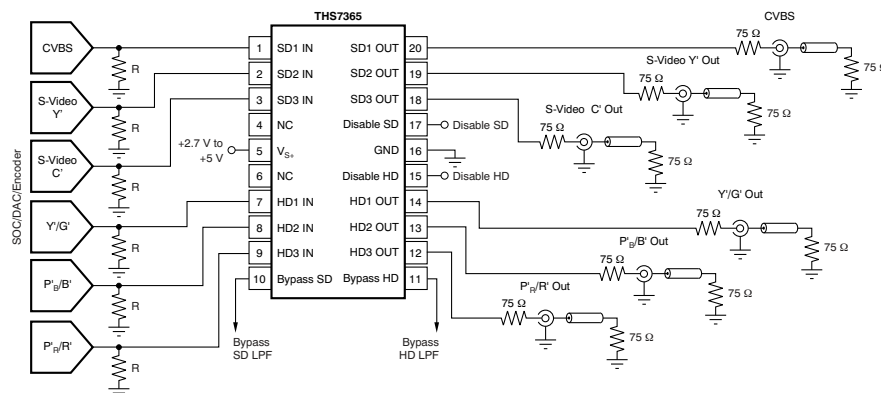 THS7365
CVBS
CVBS
1 SD1 IN SD1 OUT 20
75 Ω
75 Ω
R
S-Video Y' Out
S-Video
Y'
2 SD2 IN SD2 OUT 19
75 Ω
75 Ω
R
3 SD3 IN SD3 OUT 18
S-Video C' Out
75 Ω
75 Ω
4 NC Disable SD 17 Disable SD
S-Video
C'
+2.7 V to
+5 V
5 VS+ GND 16
R
6 NC Disable HD 15 Disable HD
SOC/DAC/Encoder
Y'/G'
7 HD1 IN HD1 OUT 14
Y'/G' Out
75 Ω
75 Ω
R
8 HD2 IN HD2 OUT 13
P'B/B' Out
9 HD3 IN HD3 OUT 12
75 Ω
75 Ω
P'B/B'
10 Bypass SD Bypass HD 11
P'R/R' Out
R
75 Ω
75 Ω
P'R/R'
Bypass
SD LPF
Bypass
HD LPF
R